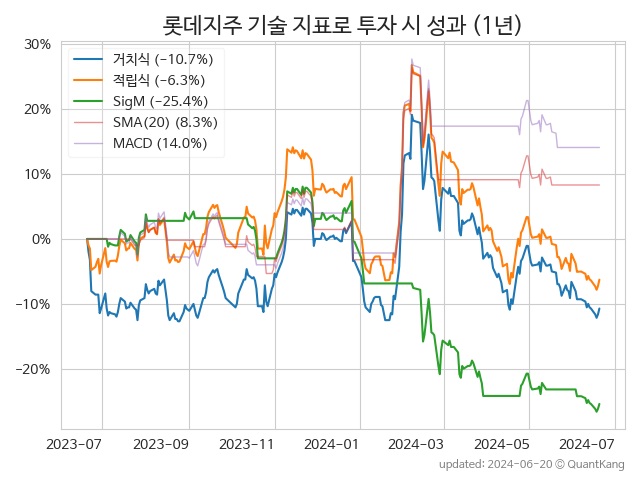 롯데지주 기술 지표로 투자 시 성과 (1년)
30%
20%
10%
0%
−10%
−20%
거치식 (−10.7%)
적립식 (−6.3%)
SigM (−25.4%)
SMA(20) (8.3%)
MACD (14.0%)
2023-07
2023-09
2023-11
2024-01
2024-03
2024-05
2024-07
updated: 2024-06-20 © QuantKang